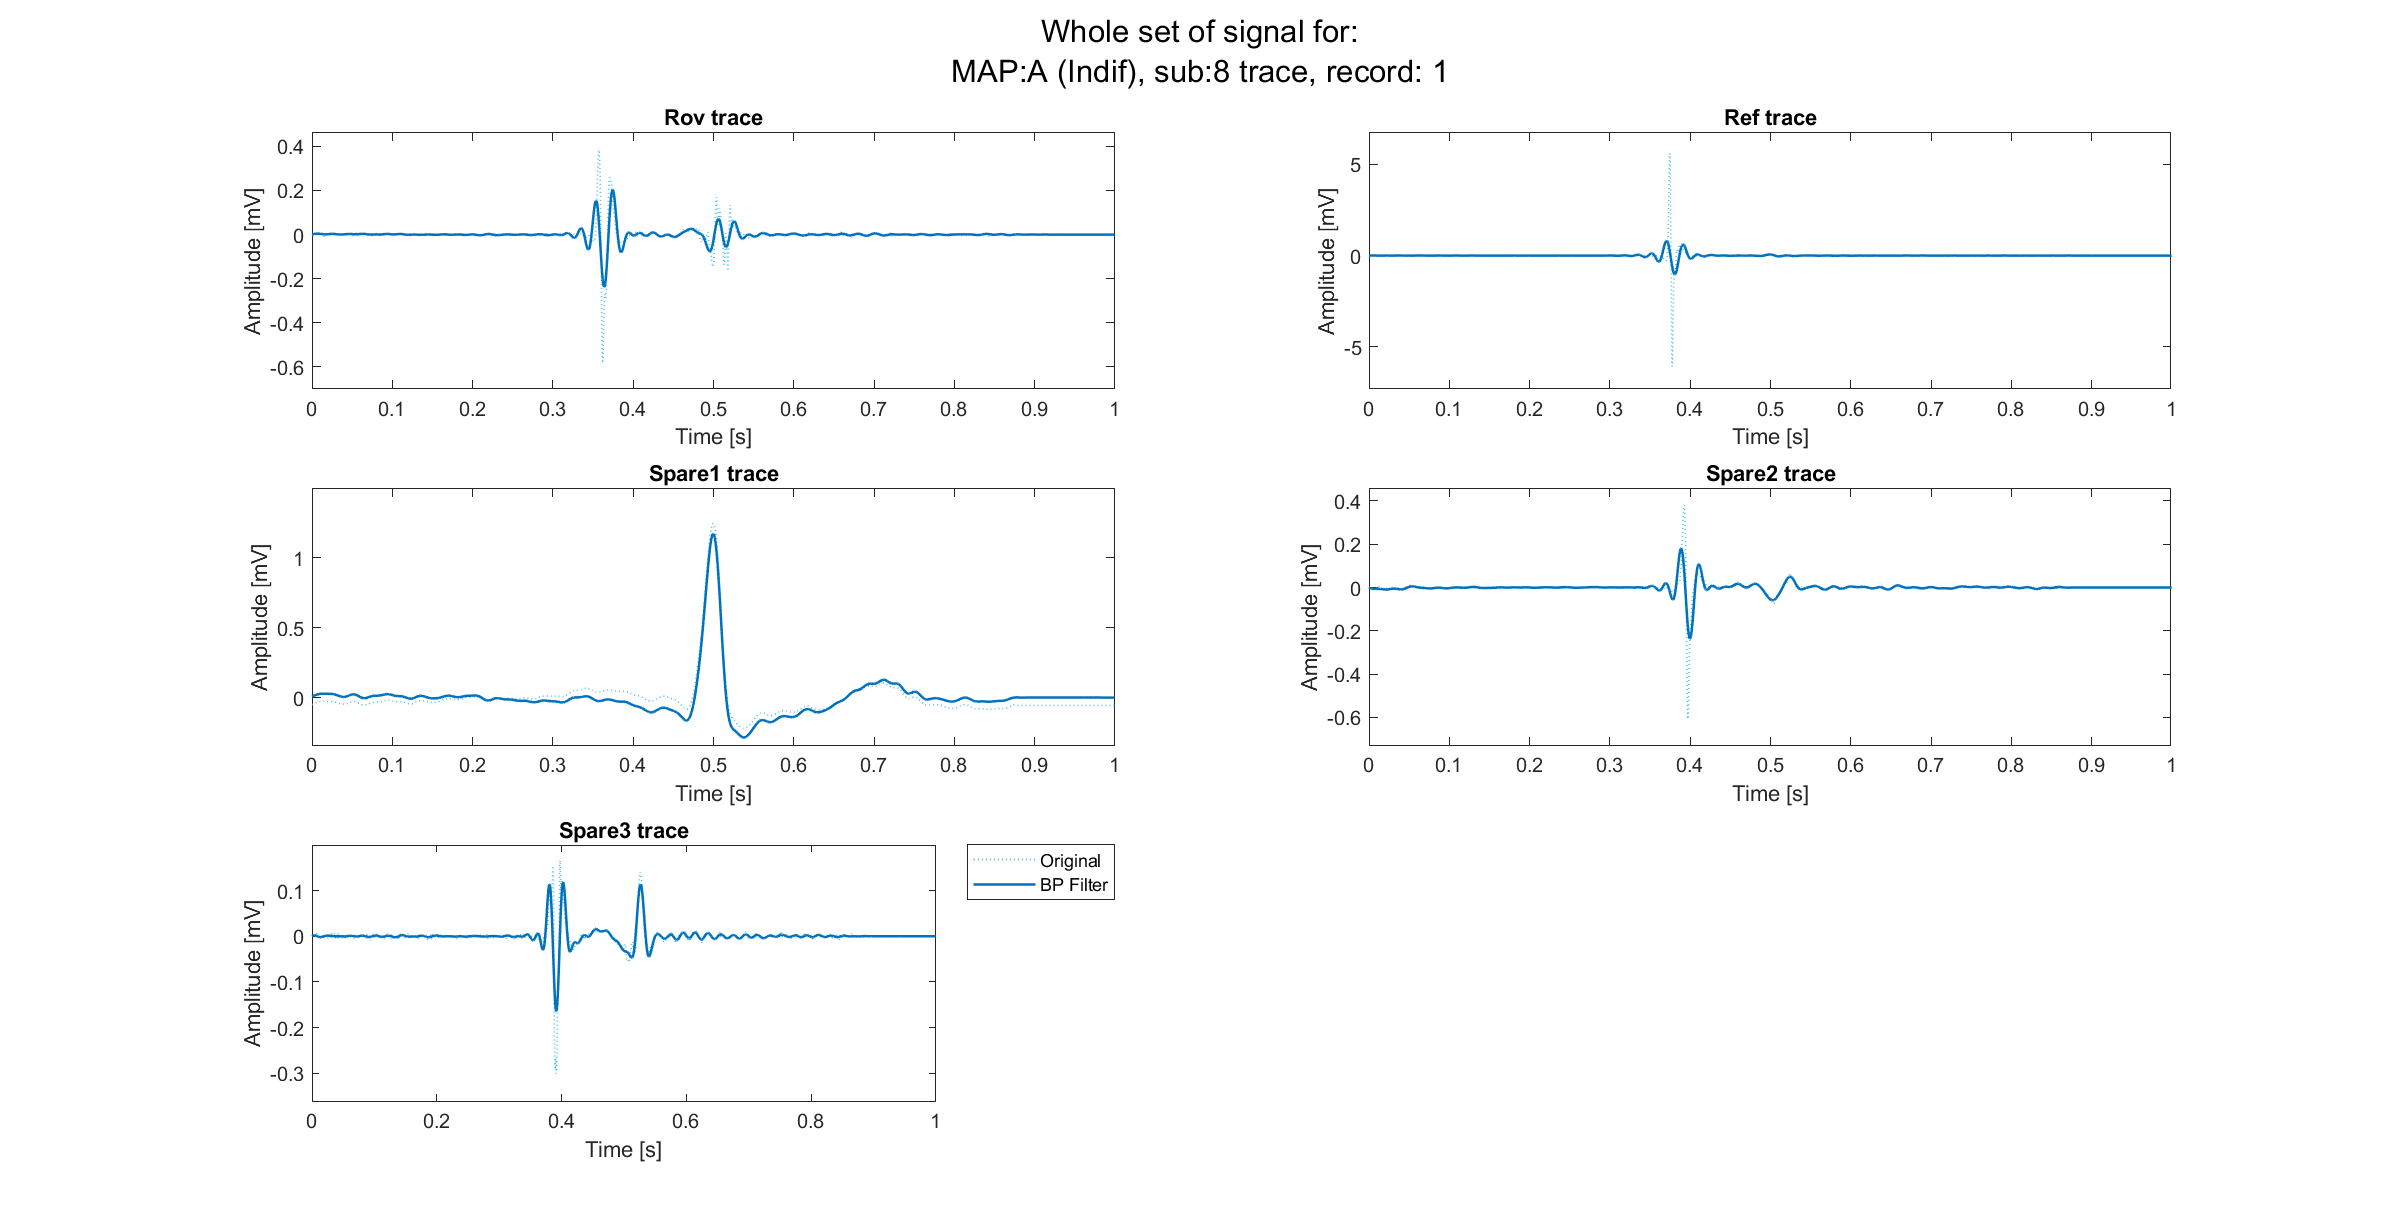 Whole set of signal for:
MAP:A (Indif), sub:8 trace, record: 1
Rov trace
0.4
0.2
0
-0.2
-0.4
-0.6
Amplitude [mV]
0 0.1 0.2 0.3 0.4 0.5 0.6 0.7 0.8 0.9 1
Time [s]
Ref trace
5
0
-5
Amplitude [mV]
0 0.1 0.2 0.3 0.4 0.5 0.6 0.7 0.8 0.9 1
Time [s]
Spare1 trace
1
0.5
0
Amplitude [mV]
0 0.1 0.2 0.3 0.4 0.5 0.6 0.7 0.8 0.9 1
Time [s]
Spare2 trace
0.4
0.2
0
-0.2
-0.4
-0.6
Amplitude [mV]
0 0.1 0.2 0.3 0.4 0.5 0.6 0.7 0.8 0.9 1
Time [s]
Spare3 trace
0.1
0
-0.1
-0.2
-0.3
Amplitude [mV]
0 0.2 0.4 0.6 0.8 1
Time [s]
Original
BP Filter